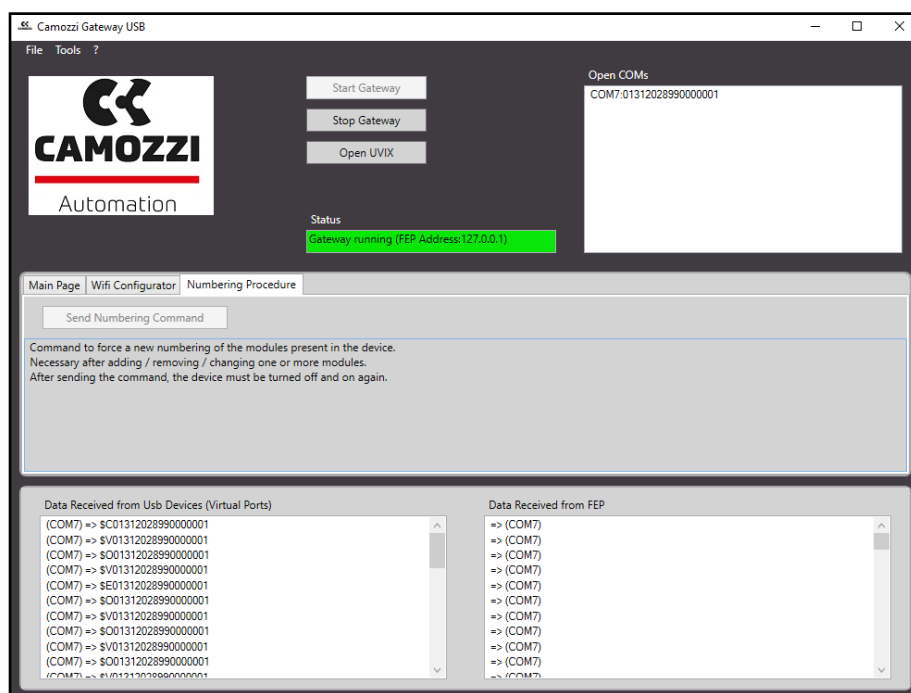 Camozzi Gateway USB
File Tools ?
CAMOZZI
Automation
Start Gateway
Stop Gateway
Open UVIX
Status
Gateway running (FEP Address:127.0.0.1)
Open COMs
COM7:01312028990000001
Main Page Wifi Configurator Numbering Procedure
Send Numbering Command
Command to force a new numbering of the modules present in the device.
Necessary after adding / removing / changing one or more modules.
After sending the command, the device must be turned off and on again.
Data Received from Usb Devices (Virtual Ports)
(COM7) => $C01312028990000001
(COM7) => $V01312028990000001
(COM7) => $O01312028990000001
(COM7) => $V01312028990000001
(COM7) => $E01312028990000001
(COM7) => $O01312028990000001
(COM7) => $V01312028990000001
(COM7) => $O01312028990000001
(COM7) => $V01312028990000001
(COM7) => $O01312028990000001
(COM7) => $V01312028990000001
Data Received from FEP
=> (COM7)
=> (COM7)
=> (COM7)
=> (COM7)
=> (COM7)
=> (COM7)
=> (COM7)
=> (COM7)
=> (COM7)
=> (COM7)
=> (COM7)